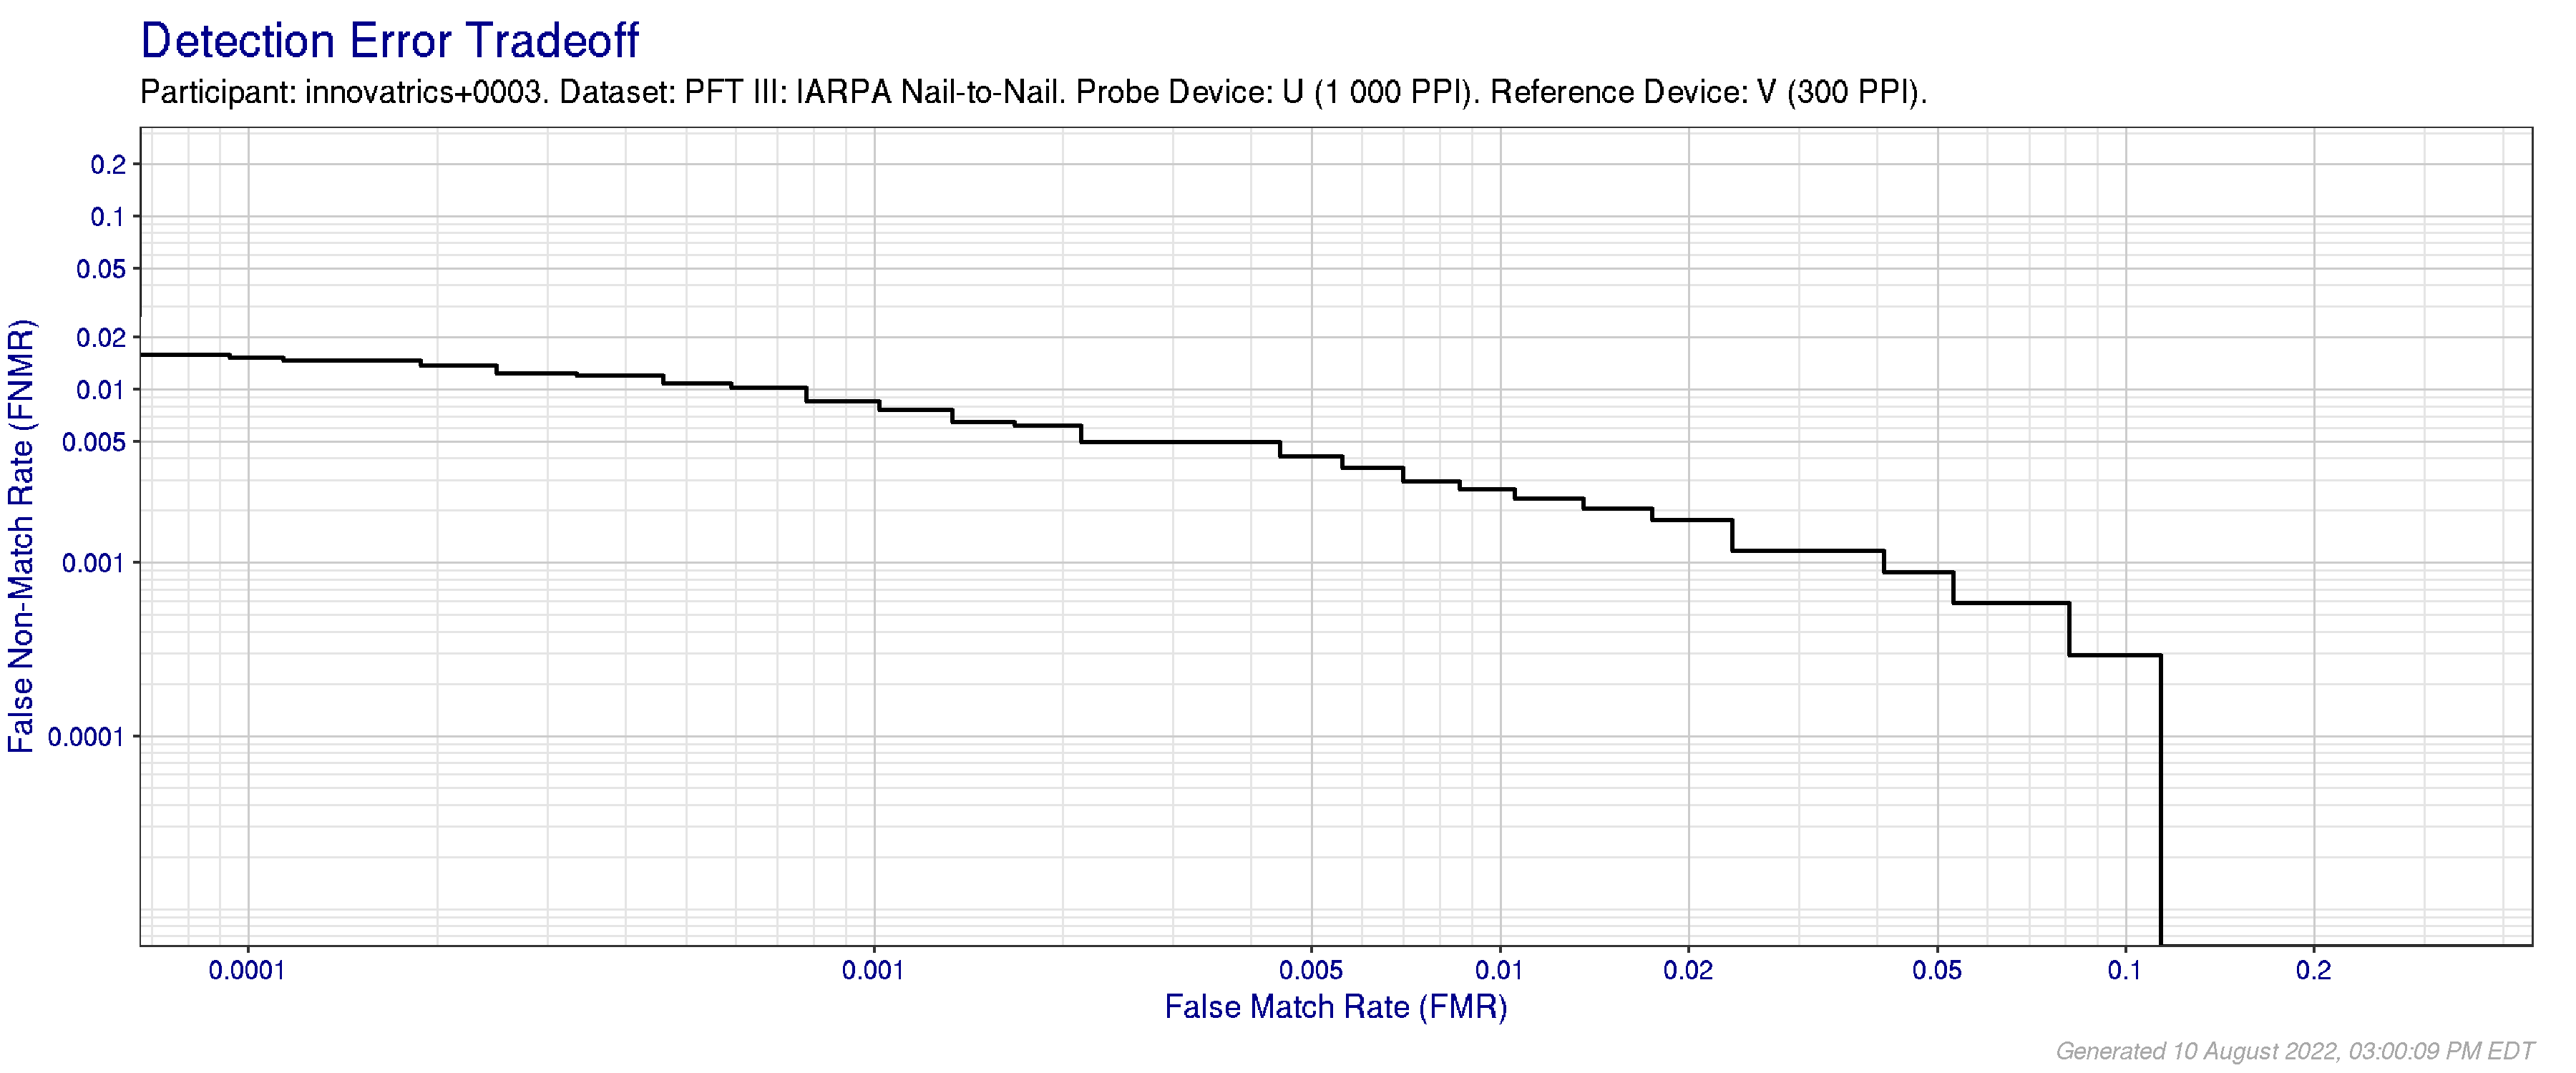 Detection Error Tradeoff
Participant: innovatrics+0003. Dataset: PFT III: IARPA Nail-to-Nail. Probe Device: U (1 000 PPI). Reference Device: V (300 PPI).
False Non-Match Rate (FNMR)
0.2
0.1
0.05
0.02
0.01
0.005
0.001
0.0001
0.0001 0.001 0.005 0.01 0.02 0.05 0.1 0.2
False Match Rate (FMR)
Generated 10 August 2022, 03:00:09 PM EDT